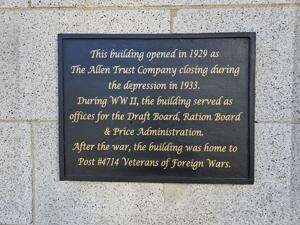 This building opened in 1929 as
The Allen Trust Company closing during
the depression in 1933.
During WW II, the building served as
offices for the Draft Board, Ration Board
& Price Administration.
After the war, the building was home to
Post #4714 Veterans of Foreign Wars.